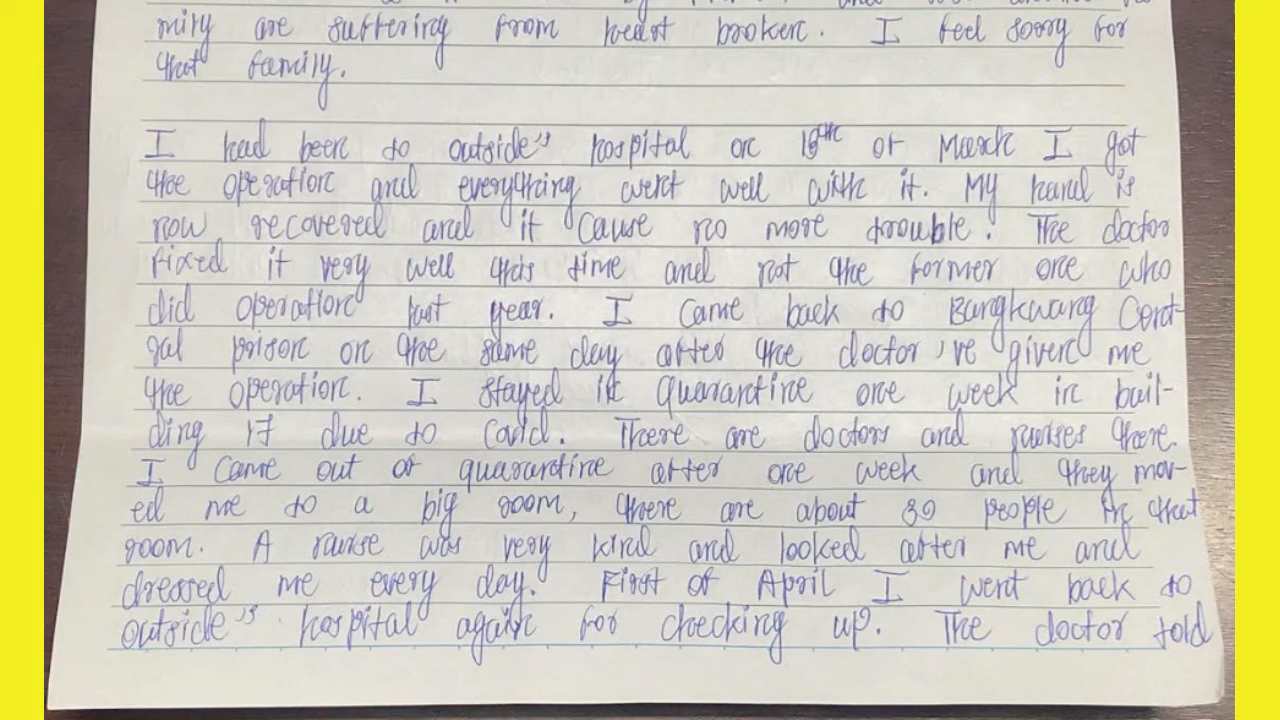 mily are suffering from heart broken. I feel sorry for
that family.
I had been to outside's hospital on 18th of March I got
the operation and everything went well with it. My hand is
now recovered and it cause no more trouble. The doctor
fixed it very well this time and not the former one who
did operation last year. I came back to Bangkwang Cent-
ral prison on the same day after the doctor've given me
the operation. I stayed in quarantine one week in buil-
ding 17 due to Covid. There are doctors and nurses there.
I came out of quarantine after one week and they mov-
ed me to a big room, there are about 30 people in that
room. A nurse was very kind and looked after me and
dressed me every day. First of April I went back to
outside's hospital again for checking up. The doctor told